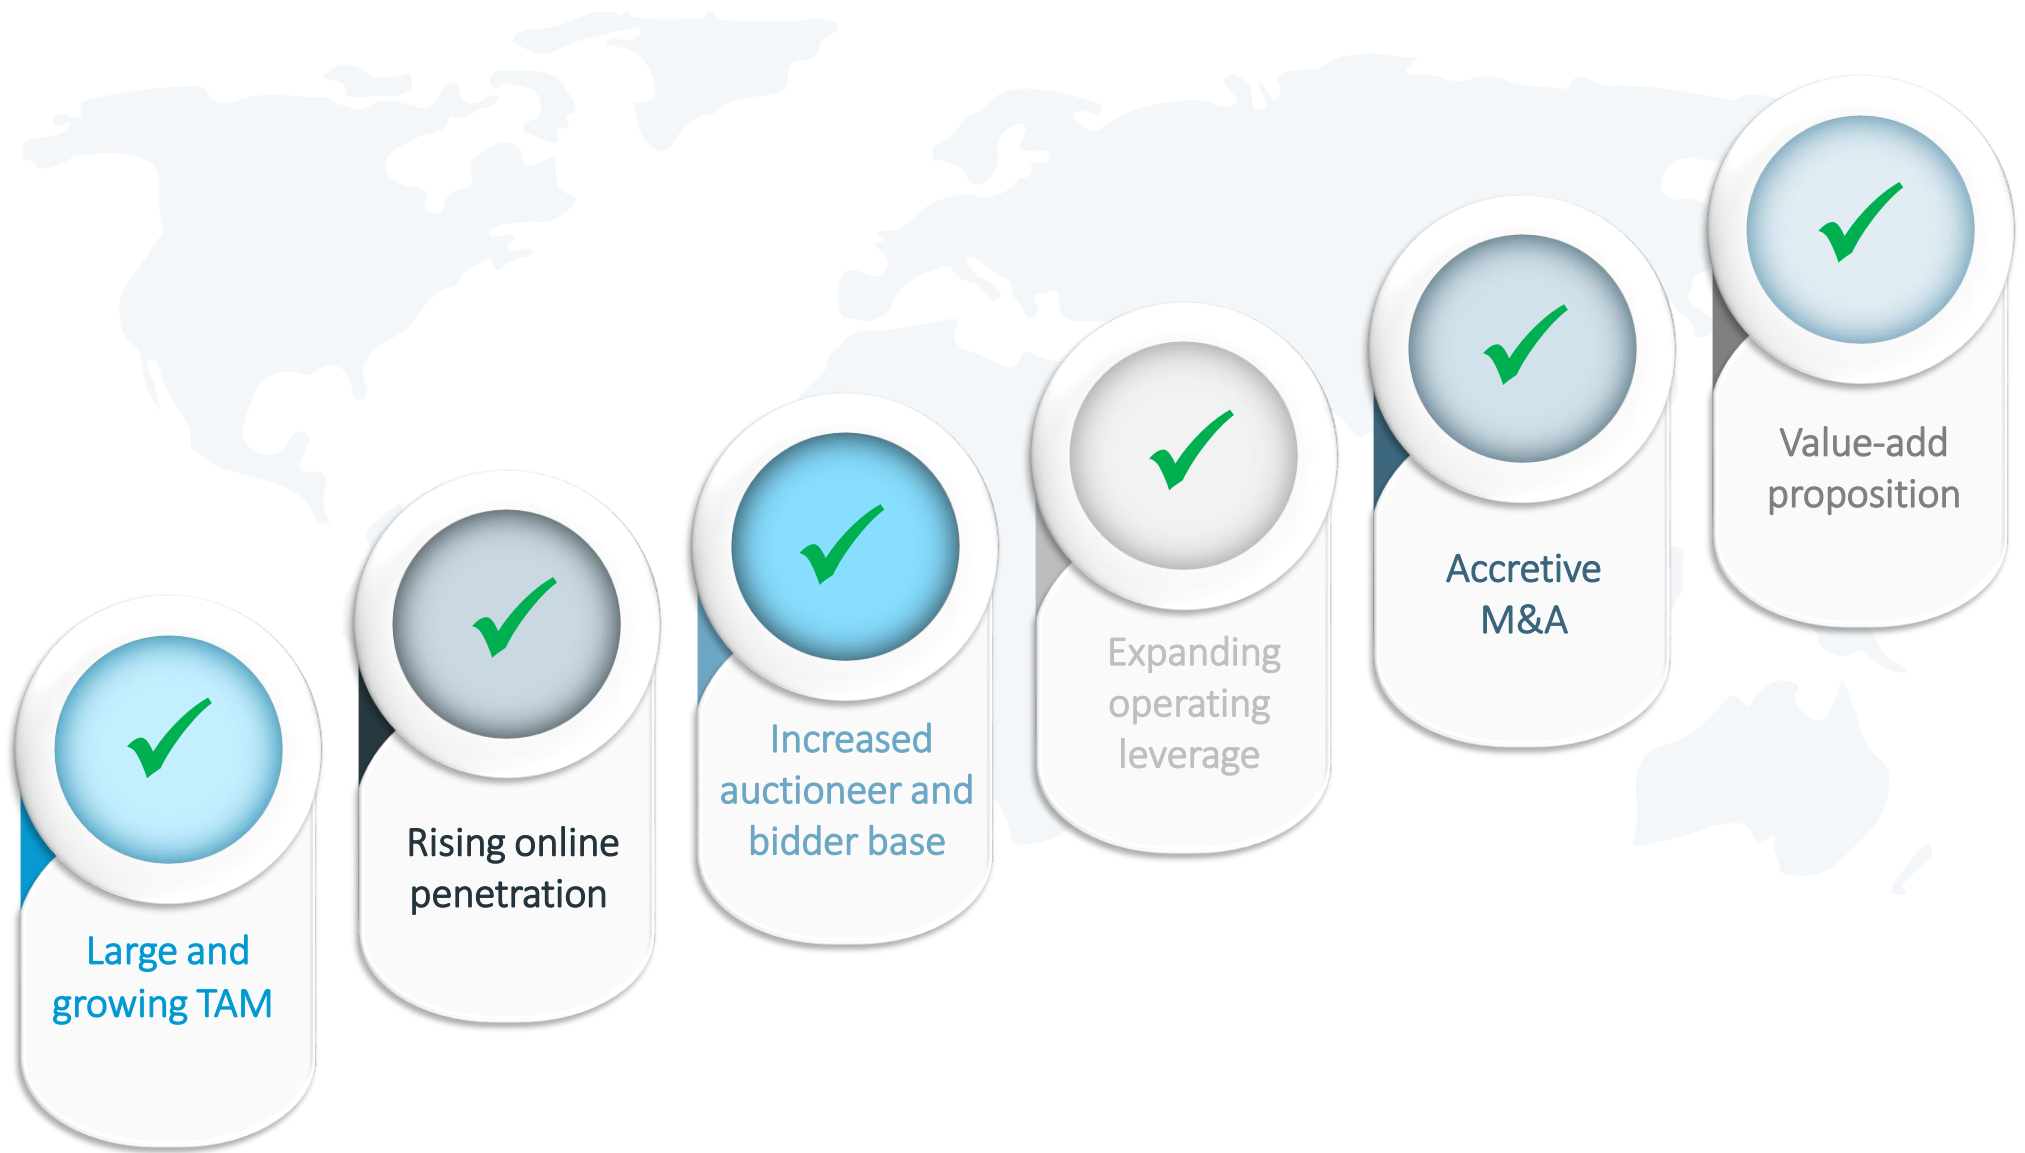 Large and
growing TAM
Rising online
penetration
Increased
auctioneer and
bidder base
Expanding
operating
leverage
Accretive
M&A
Value-add
proposition